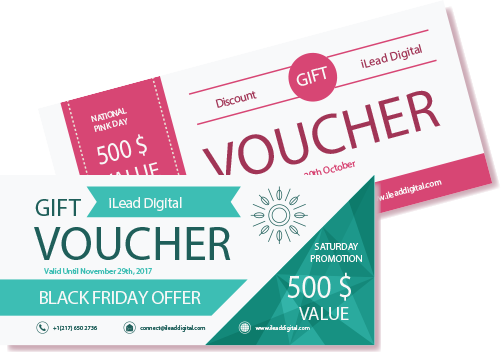 Discount
GIFT
iLead Digital
NATIONAL
PINK DAY
500 $
VALUE
VOUCHER
October
.ileaddigital.com
GIFT
iLead Digital
VOUCHER
Valid Until November 29th, 2017
BLACK FRIDAY OFFER
SATURDAY
PROMOTION
500 $
VALUE
+1(217) 650 2736
connect@ileaddigital.com
www.ileaddigital.com